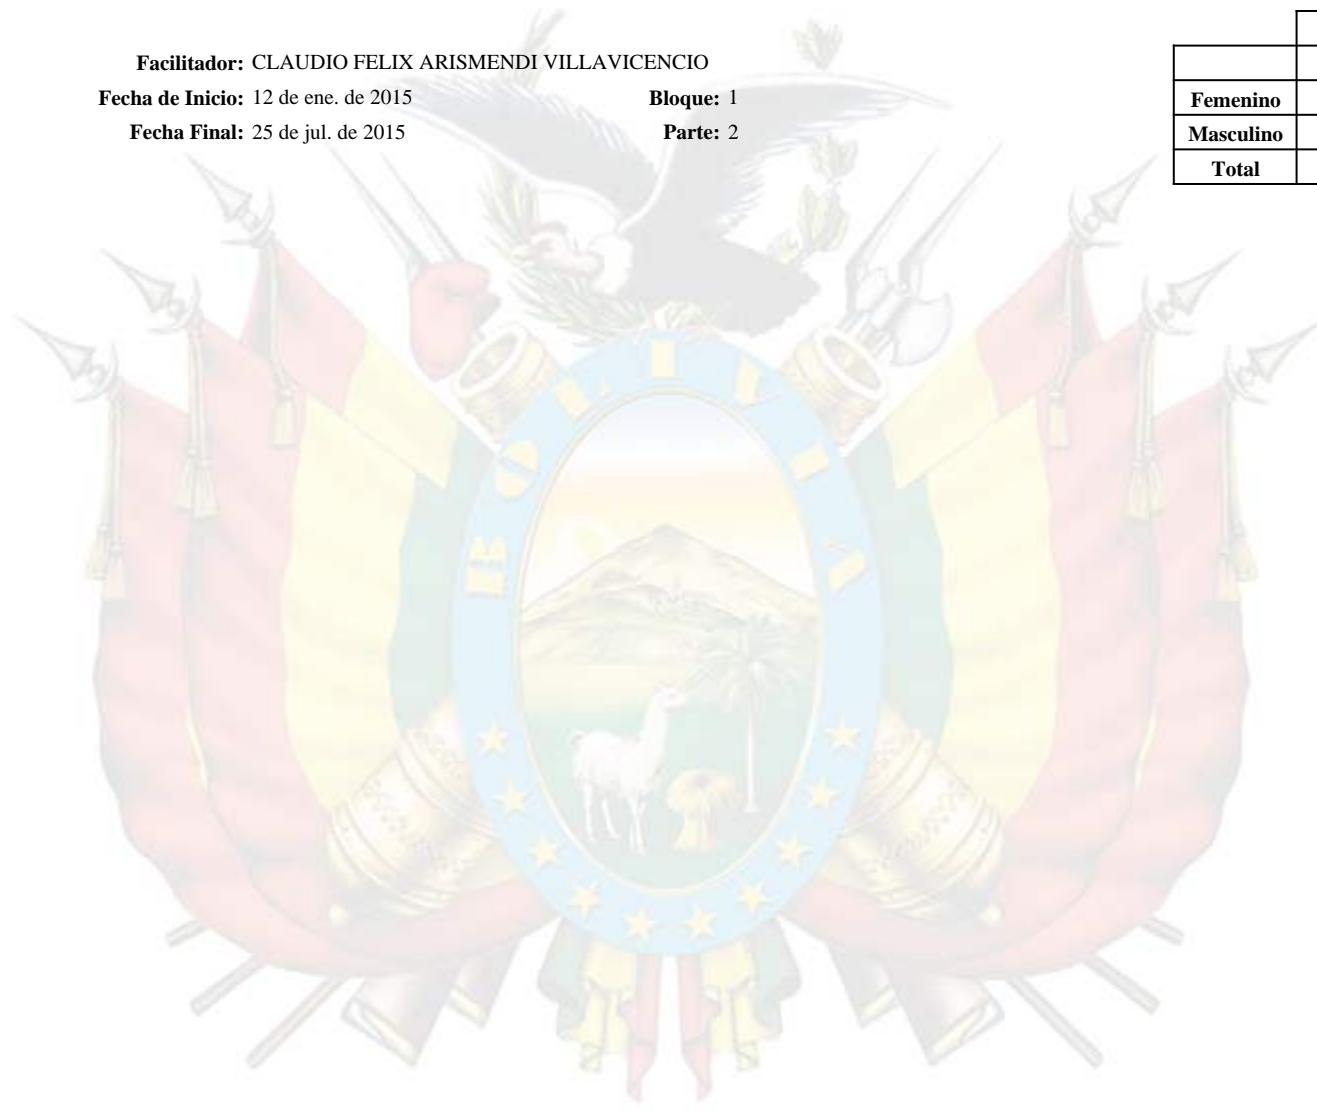 Facilitador: CLAUDIO FELIX ARISMENDI VILLAVICENCIO
Fecha de Inicio: 12 de ene. de 2015 Bloque: 1
Fecha Final: 25 de jul. de 2015 Parte: 2
Femenino
Masculino
Total
BOLIVIA